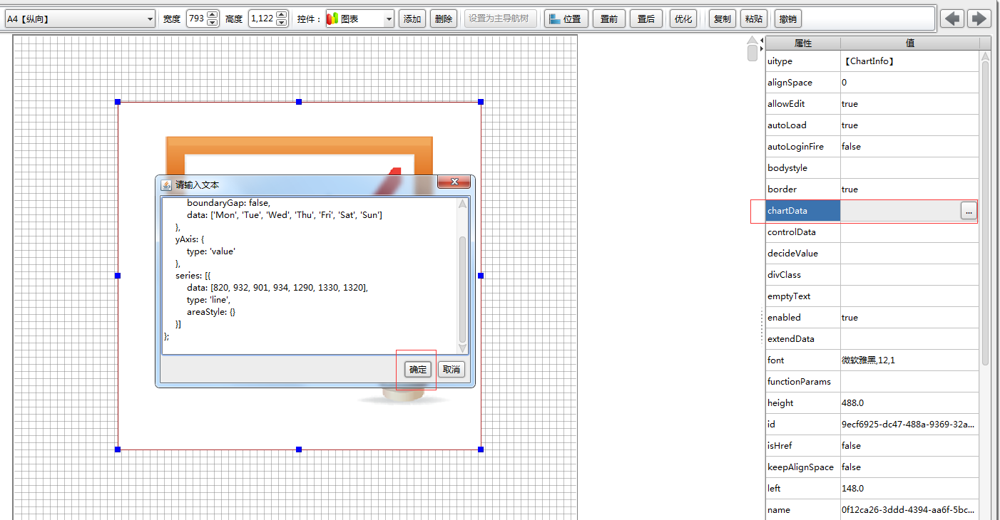 A4【纵向】 宽度 793 高度 1,122 控件： 图表 添加 删除 设置为主导航树 位置 置前 置后 优化 复制 粘贴 撤销
属性 值
uitype 【ChartInfo】
alignSpace 0
allowEdit true
autoLoad true
autoLoginFire false
bodystyle
border true
chartData ...
controlData
decideValue
divClass
emptyText
enabled true
extendData
font 微软雅黑,12,1
functionParams
height 488.0
id 9ecf6925-dc47-488a-9369-32a...
isHref false
keepAlignSpace false
left 148.0
name 0f12ca26-3ddd-4394-aa6f-5bc...
请输入文本
boundaryGap: false,
data: ['Mon', 'Tue', 'Wed', 'Thu', 'Fri', 'Sat', 'Sun']
},
yAxis: {
type: 'value'
},
series: [{
data: [820, 932, 901, 934, 1290, 1330, 1320],
type: 'line',
areaStyle: {}
}]
};
确定 取消